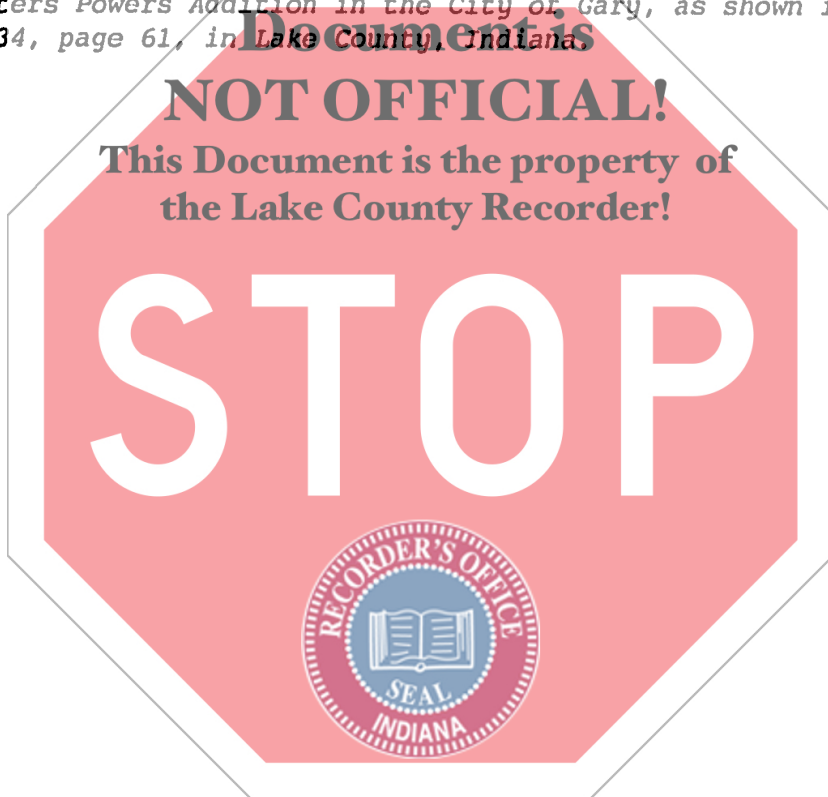 ters Powers Addition in the City of Gary, as shown i
34, page 61, in Lake County, Indiana.
Document is
NOT OFFICIAL!
This Document is the property of
the Lake County Recorder!
STOP
RECORDER'S OFFICE
SEAL
INDIANA